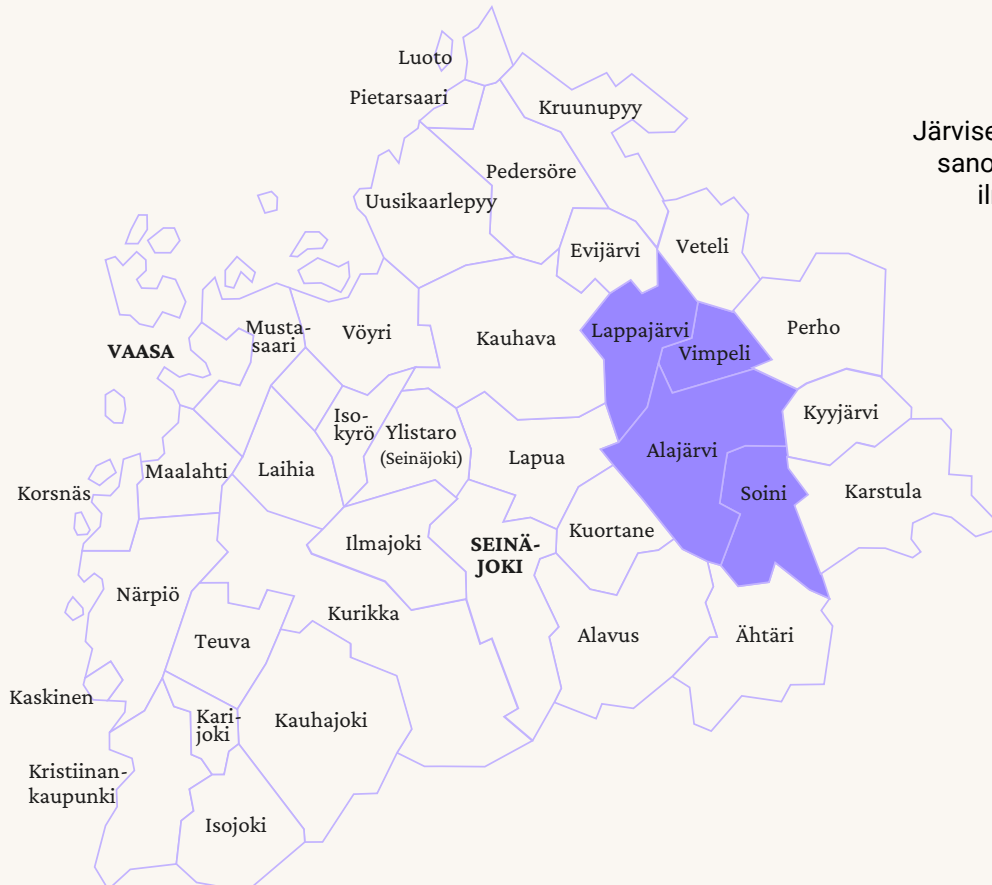 Luoto
Pietarsaari
Kruunupyy
Järvise
sano
Pedersöre
Uusikaarlepyy
Evijärvi
Veteli
Musta-
saari
Vöyri
Kauhava
Lappajärvi
Perho
VAASA
Vimpeli
Iso-
kyrö
Ylistaro
(Seinäjoki)
Kyyjärvi
Maalahti
Laihia
Lapua
Alajärvi
Korsnäs
Soini
Karstula
Ilmajoki
SEINÄ-
JOKI
Kuortane
Närpiö
Kurikka
Teuva
Alavus
Ähtäri
Kaskinen
Kari-
joki
Kauhajoki
Kristiinan-
kaupunki
Isojoki